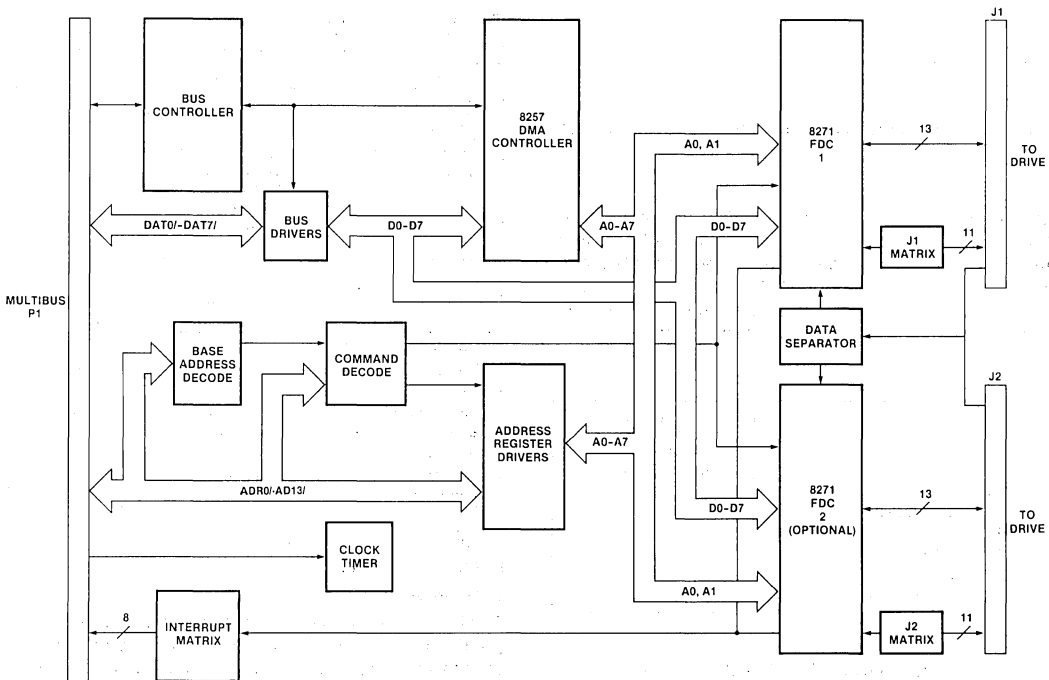 J1
BUS
CONTROLLER
8257
DMA
CONTROLLER
8271
FDC
1
13
TO
DRIVE
A0, A1
DAT0/-DAT7/
BUS
DRIVERS
D0-D7
A0-A7
D0-D7
J1
MATRIX
11
MULTIBUS
P1
BASE
ADDRESS
DECODE
COMMAND
DECODE
DATA
SEPARATOR
J2
ADDRESS
REGISTER
DRIVERS
A0-A7
ADR0/-AD13/
8271
FDC
2
(OPTIONAL)
D0-D7
13
TO
DRIVE
CLOCK
TIMER
A0, A1
8
INTERRUPT
MATRIX
J2
MATRIX
11